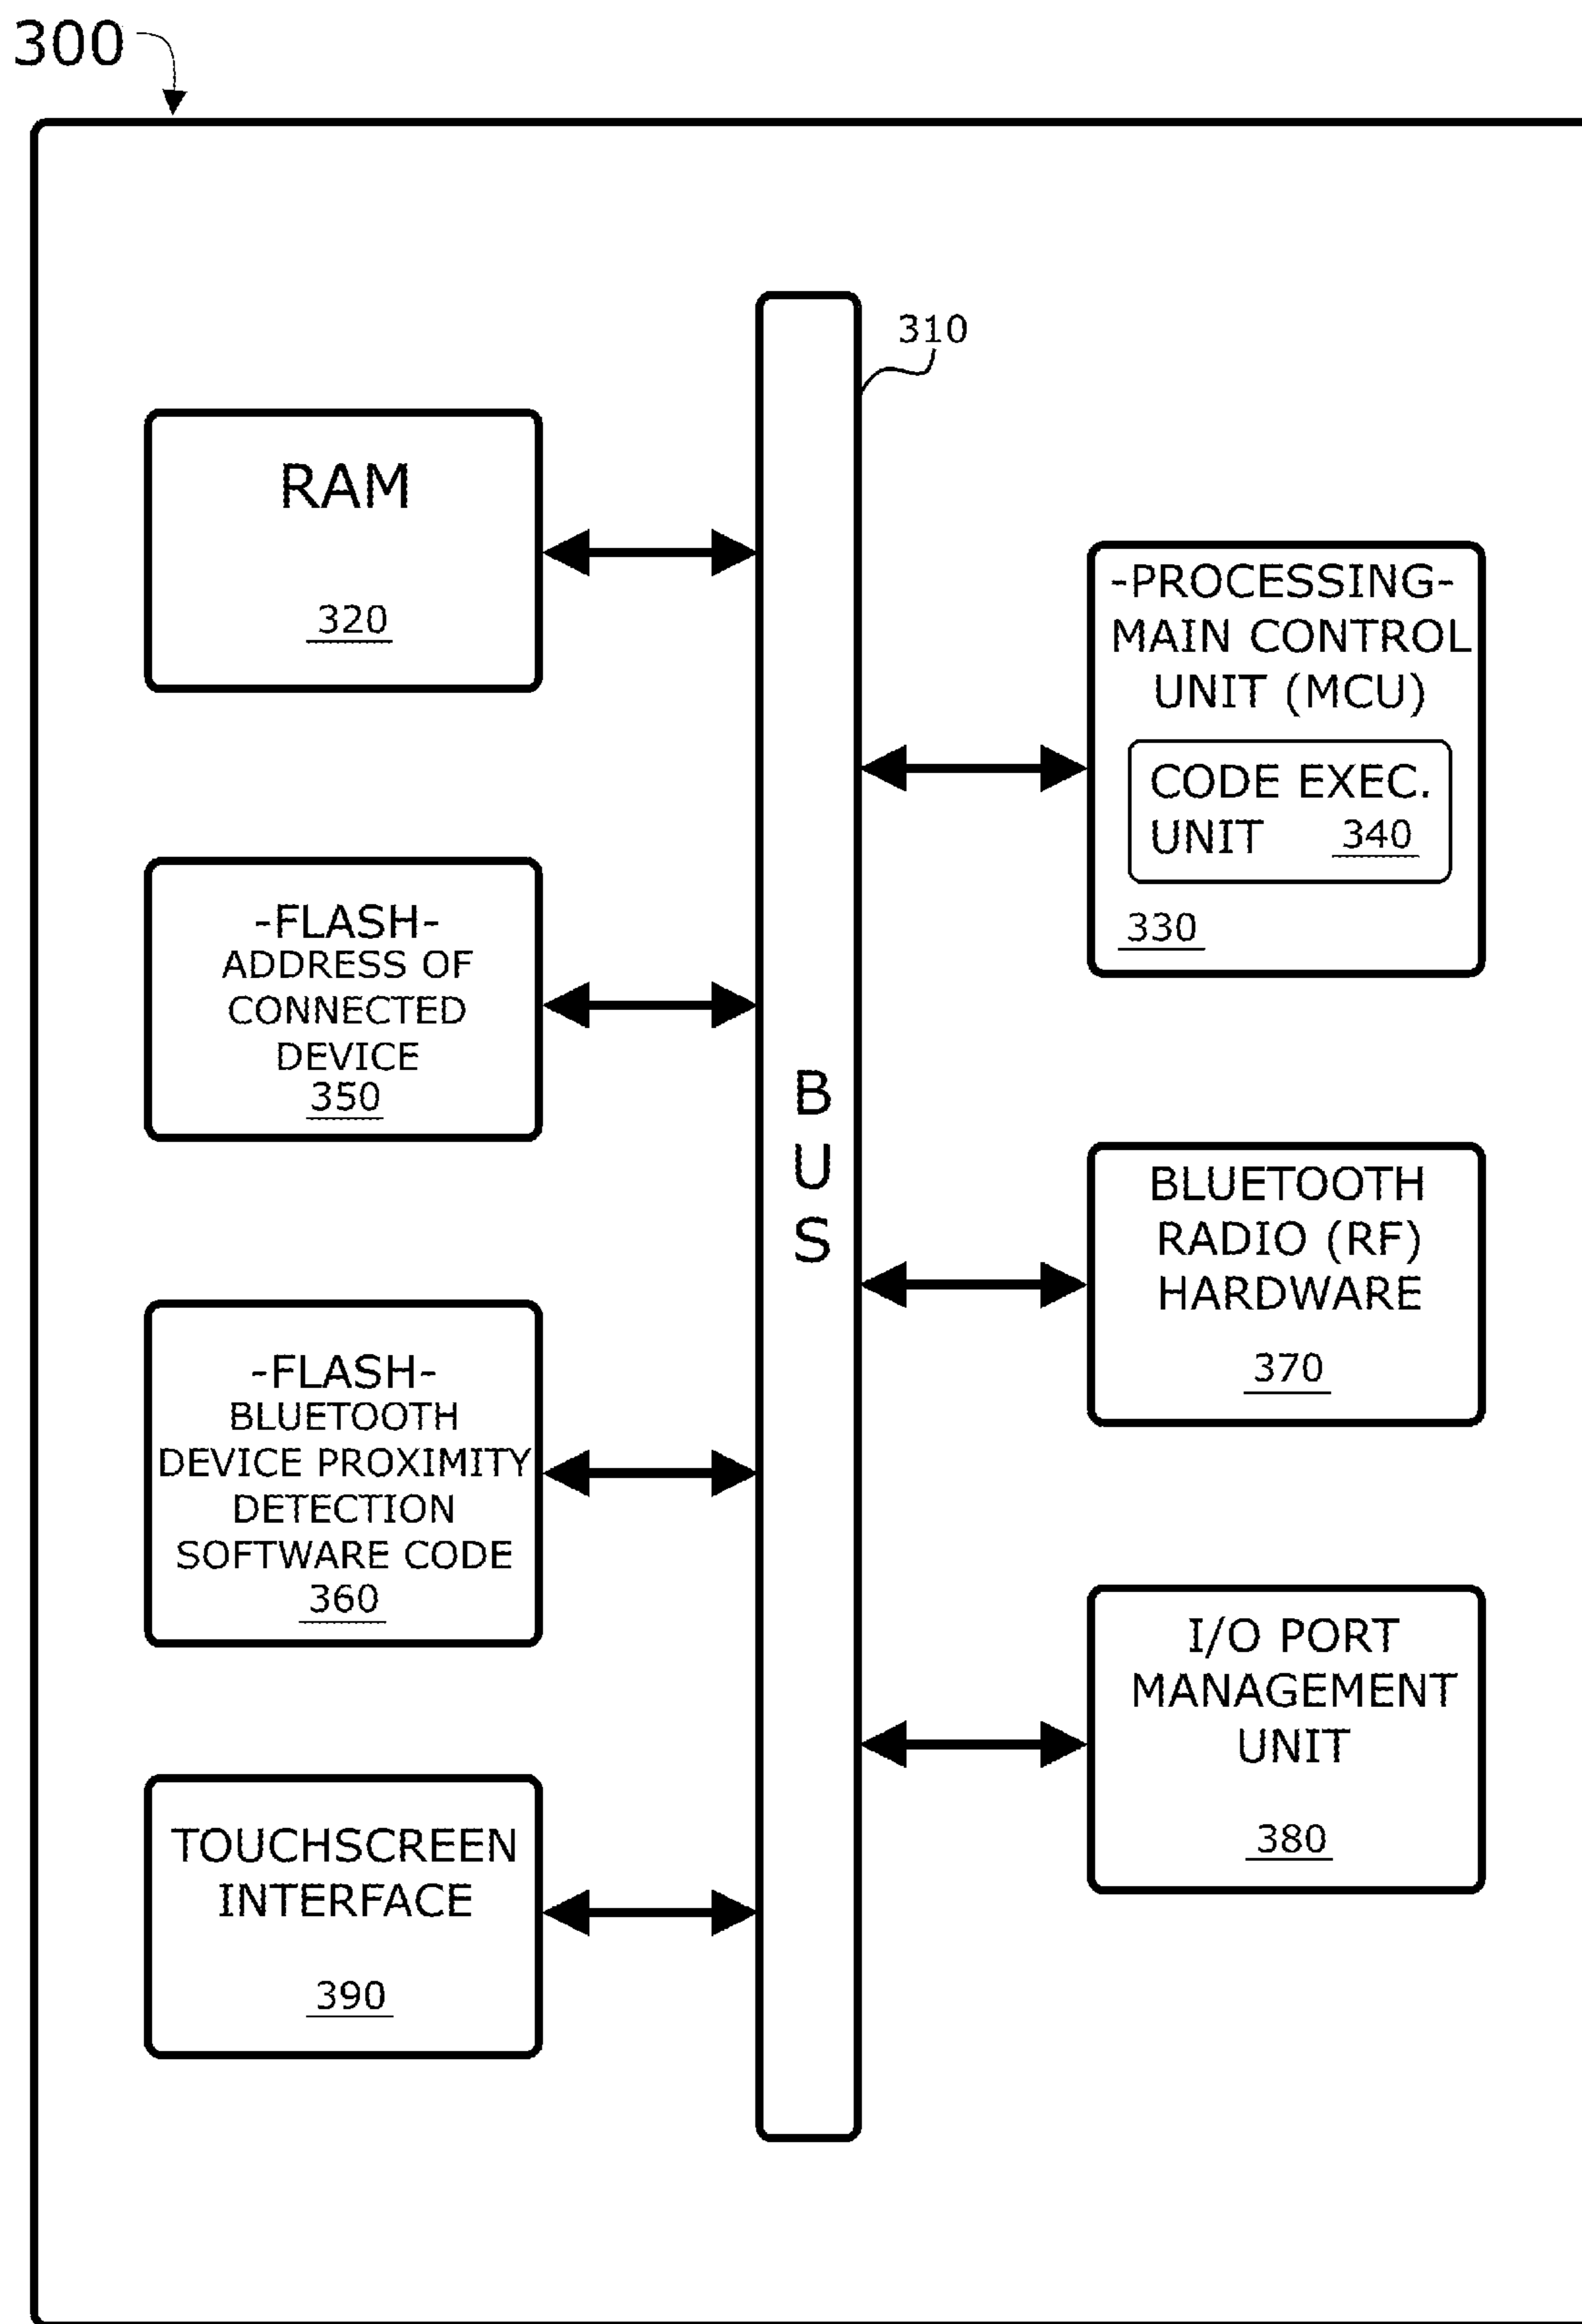 300
310
RAM
320
-PROCESSING-
MAIN CONTROL
UNIT (MCU)
CODE EXEC.
UNIT 340
330
-FLASH-
ADDRESS OF
CONNECTED
DEVICE
350
B
U
S
BLUETOOTH
RADIO (RF)
HARDWARE
370
-FLASH-
BLUETOOTH
DEVICE PROXIMITY
DETECTION
SOFTWARE CODE
360
I/O PORT
MANAGEMENT
UNIT
380
TOUCHSCREEN
INTERFACE
390